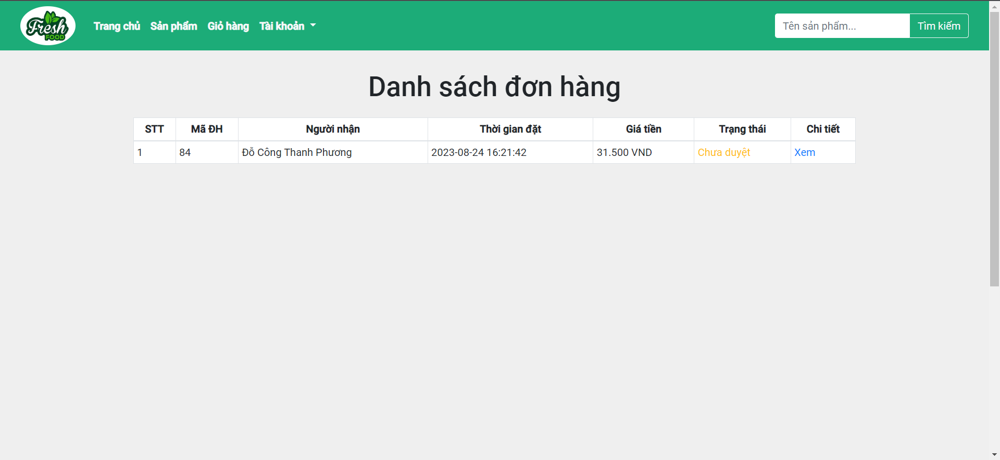 Fresh
FOOD
Trang chủ Sản phẩm Giỏ hàng Tài khoản
Tên sản phẩm... Tìm kiếm
Danh sách đơn hàng
STT Mã ĐH Người nhận Thời gian đặt Giá tiền Trạng thái Chi tiết
1 84 Đỗ Công Thanh Phương 2023-08-24 16:21:42 31.500 VND Chưa duyệt Xem